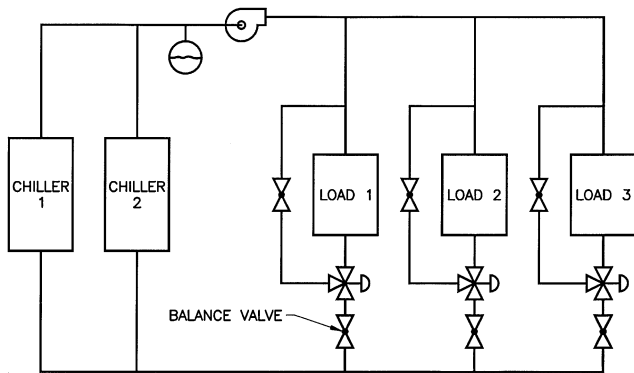 CHILLER
1
CHILLER
2
LOAD 1
LOAD 2
LOAD 3
BALANCE VALVE